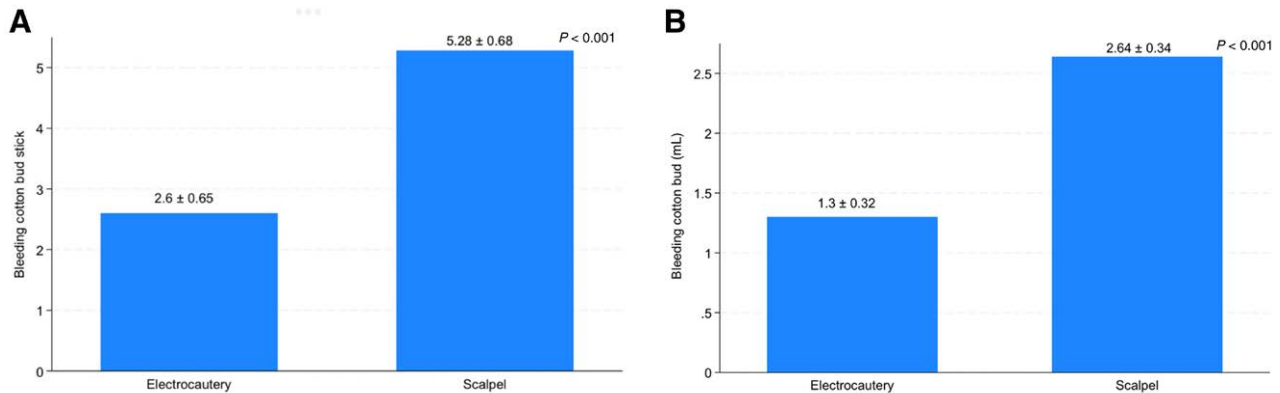 A
5.28 ± 0.68
P < 0.001
5
4
3
2
1
0
Bleeding cotton bud stick
2.6 ± 0.65
Electrocautery
Scalpel
B
2.64 ± 0.34
P < 0.001
2.5
2
1.5
1
.5
0
Bleeding cotton bud (mL)
1.3 ± 0.32
Electrocautery
Scalpel